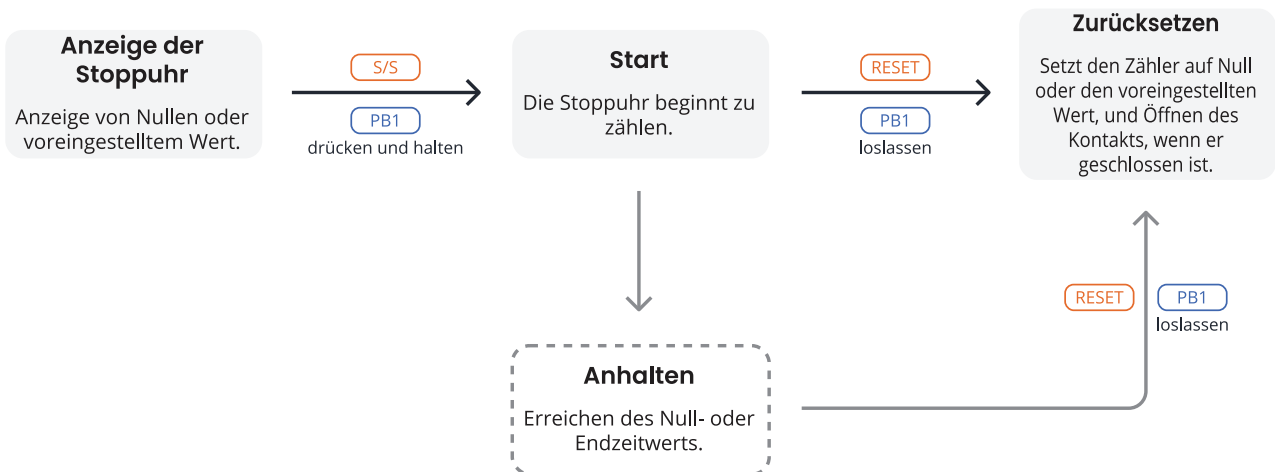 Anzeige der
Stoppuhr
Anzeige von Nullen oder
voreingestelltem Wert.
S/S
PB1
drücken und halten
Start
Die Stoppuhr beginnt zu
zählen.
RESET
PB1
loslassen
Zurücksetzen
Setzt den Zähler auf Null
oder den voreingestellten
Wert, und Öffnen des
Kontakts, wenn er
geschlossen ist.
RESET
PB1
loslassen
Anhalten
Erreichen des Null- oder
Endzeitwerts.